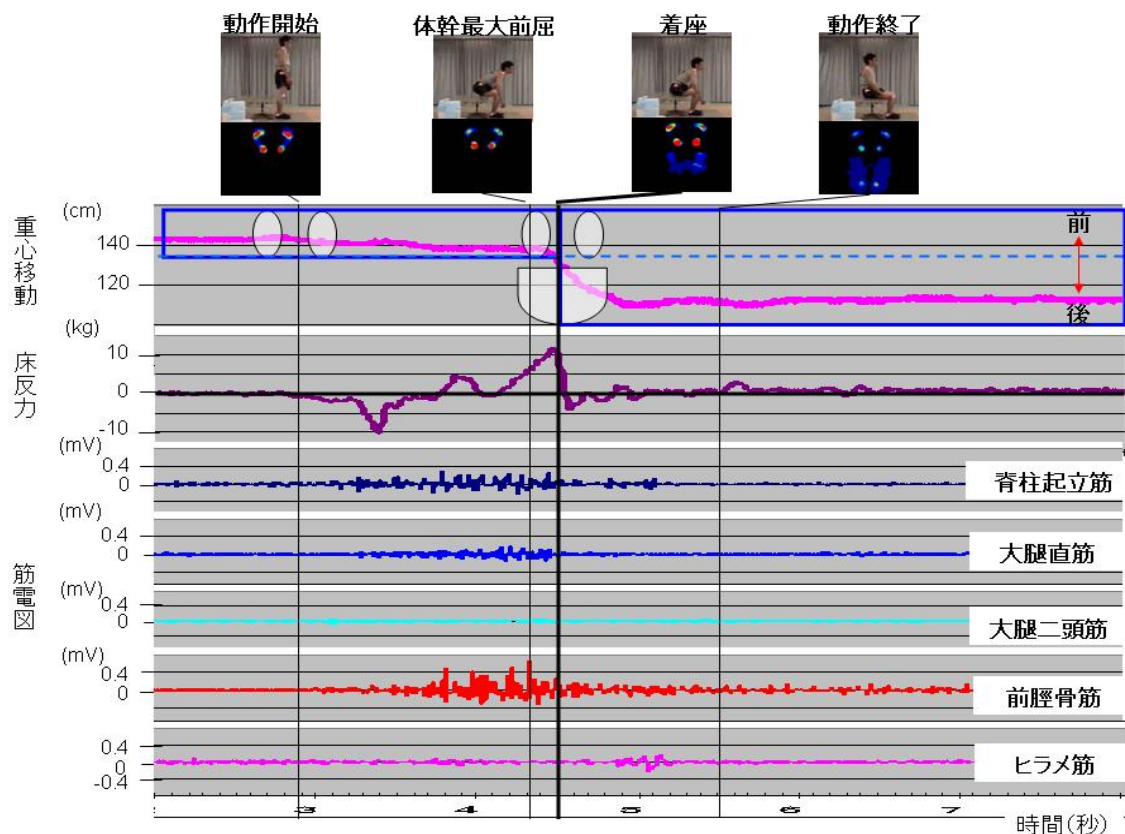 動作開始
体幹最大前屈
着座
動作終了
重心移動
(cm)
140
120
前
後
床反力
(kg)
10
0
-10
筋電図
(mV)
0.4
0
脊柱起立筋
(mV)
0.4
0
大腿直筋
(mV)
0.4
0
大腿二頭筋
(mV)
0.4
0
前脛骨筋
0.4
0
-0.4
ヒラメ筋
3 4 5 6 7
時間(秒)